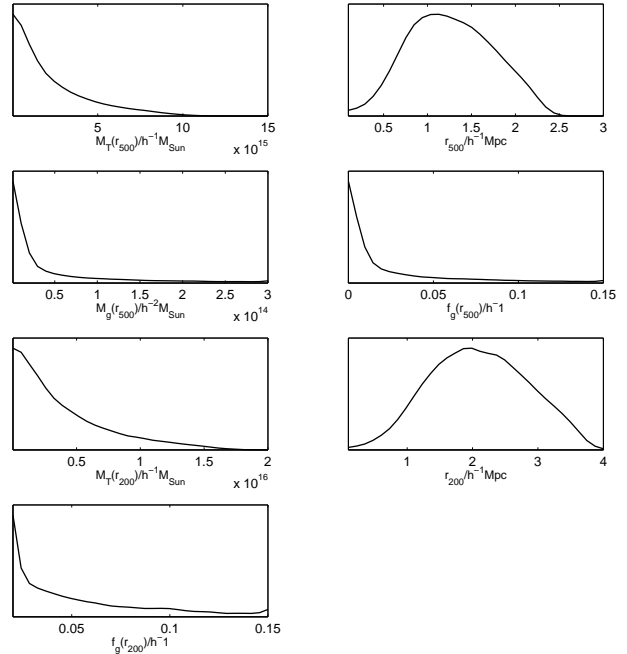 5 10 15
M_T(r_500)/h^-1M_Sun
x 10^15
0.5 1 1.5 2 2.5 3
r_500/h^-1Mpc
0.5 1 1.5 2 2.5 3
M_g(r_500)/h^-2M_Sun
x 10^14
0 0.05 0.1 0.15
f_g(r_500)/h^-1
0.5 1 1.5 2
M_T(r_200)/h^-1M_Sun
x 10^16
1 2 3 4
r_200/h^-1Mpc
0.05 0.1 0.15
f_g(r_200)/h^-1